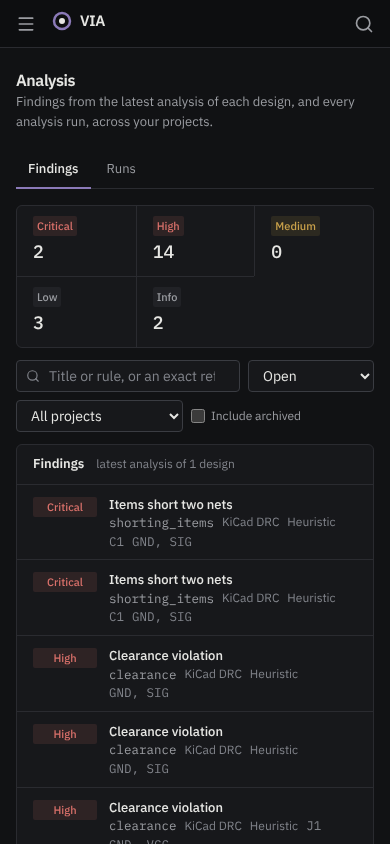 VIA
Analysis
Findings from the latest analysis of each design, and every
analysis run, across your projects.
Findings Runs
Critical High Medium
2 14 0
Low Info
3 2
Title or rule, or an exact ref Open
All projects Include archived
Findings latest analysis of 1 design
Critical Items short two nets
shorting_items KiCad DRC Heuristic
C1 GND, SIG
Critical Items short two nets
shorting_items KiCad DRC Heuristic
C1 GND, SIG
High Clearance violation
clearance KiCad DRC Heuristic
GND, SIG
High Clearance violation
clearance KiCad DRC Heuristic
GND, SIG
High Clearance violation
clearance KiCad DRC Heuristic J1
GND, VCC